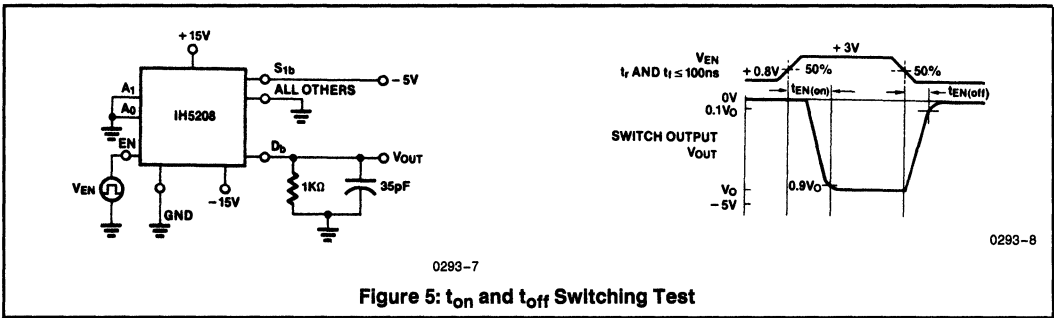 +15V
S1b
-5V
A1
A0
ALL OTHERS
IH5208
EN
Db
VOUT
VEN
1KΩ
35pF
-15V
GND
0293-7
VEN
tr AND tf ≤ 100ns
+0.8V
50%
+3V
50%
tEN(on)
tEN(off)
0V
0.1VO
SWITCH OUTPUT
VOUT
0.9VO
VO
-5V
0293-8
Figure 5: ton and toff Switching Test